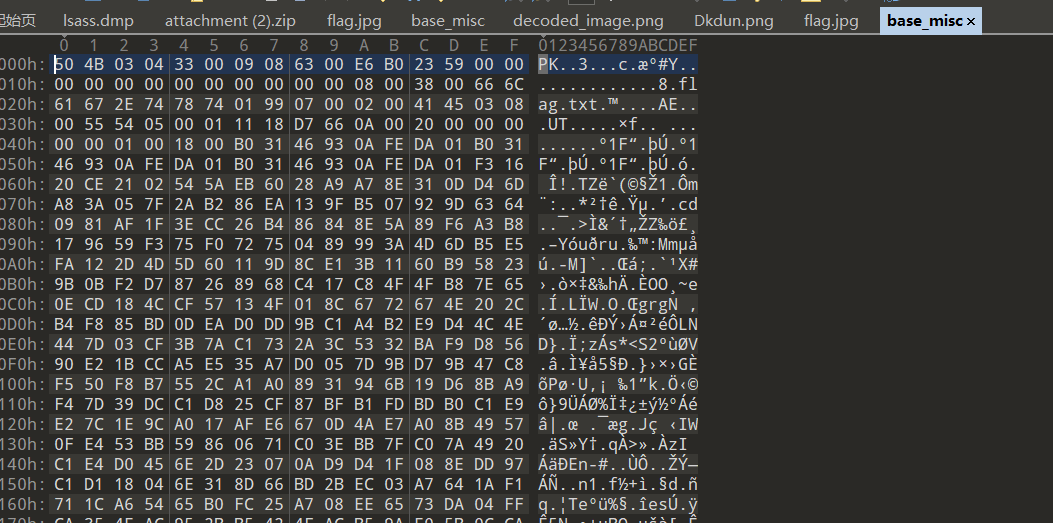 起始页 lsass.dmp attachment (2).zip flag.jpg base_misc decoded_image.png Dkdun.png flag.jpg base_misc ×
0 1 2 3 4 5 6 7 8 9 A B C D E F 0123456789ABCDEF
000h: 50 4B 03 04 33 00 09 08 63 00 E6 B0 23 59 00 00 PK..3...c.æ°#Y..
010h: 00 00 00 00 00 00 00 00 00 00 08 00 38 00 66 6C ............8.fl
020h: 61 67 2E 74 78 74 01 99 07 00 02 00 41 45 03 08 ag.txt.™....AE..
030h: 00 55 54 05 00 01 11 18 D7 66 0A 00 20 00 00 00 .UT.....×f.. ...
040h: 00 00 01 00 18 00 B0 31 46 93 0A FE DA 01 B0 31 ......°1F“.þÚ.°1
050h: 46 93 0A FE DA 01 B0 31 46 93 0A FE DA 01 F3 16 F“.þÚ.°1F“.þÚ.ó.
060h: 20 CE 21 02 54 5A EB 60 28 A9 A7 8E 31 0D D4 6D Î!.TZë`(©§Ž1.Ôm
070h: A8 3A 05 7F 2A B2 86 EA 13 9F B5 07 92 9D 63 64 ¨:..*²†ê.Ÿµ.’.cd
080h: 09 81 AF 1F 3E CC 26 B4 86 84 8E 5A 89 F6 A3 B8 ..¯.>Ì&´†„ŽZ‰ö£¸
090h: 17 96 59 F3 75 F0 72 75 04 89 99 3A 4D 6D B5 E5 .–Yóuðru.‰™:Mmµå
0A0h: FA 12 2D 4D 5D 60 11 9D 8C E1 3B 11 60 B9 58 23 ú.-M]`..Œá;.`¹X#
0B0h: 9B 0B F2 D7 87 26 89 68 C4 17 C8 4F 4F B8 7E 65 ›.ò×‡&‰hÄ.ÈOO¸~e
0C0h: 0E CD 18 4C CF 57 13 4F 01 8C 67 72 67 4E 20 2C .Í.LÏW.O.ŒgrgN ,
0D0h: B4 F8 85 BD 0D EA D0 DD 9B C1 A4 B2 E9 D4 4C 4E ´ø…½.êÐÝ›Á¤²éÔLN
0E0h: 44 7D 03 CF 3B 7A C1 73 2A 3C 53 32 BA F9 D8 56 D}.Ï;zÁs*<S2ºùØV
0F0h: 90 E2 1B CC A5 E5 35 A7 D0 05 7D 9B D7 9B 47 C8 .â.Ì¥å5§Ð.}›×›GÈ
100h: F5 50 F8 B7 55 2C A1 A0 89 31 94 6B 19 D6 8B A9 õPø·U,¡ ‰1”k.Ö‹©
110h: F4 7D 39 DC C1 D8 25 CF 87 BF B1 FD BD B0 C1 E9 ô}9ÜÁØ%Ï‡¿±ý½°Áé
120h: E2 7C 1E 9C A0 17 AF E6 67 0D 4A E7 A0 8B 49 57 â|.œ .¯æg.Jç ‹IW
130h: 0F E4 53 BB 59 86 06 71 C0 3E BB 7F C0 07 A4 49 20 .äS»Y†.qÀ>».ÀzI
140h: C1 E4 D0 45 6E 2D 23 07 0A D9 D4 1F 08 8E DD 97 ÁäÐEn-#..ÙÔ..ŽÝ—
150h: C1 D1 18 04 6E 31 8D 66 BD 2B EC 03 A7 64 1A F1 ÁÑ..n1.f½+ì.§d.ñ
160h: 71 1C A6 54 65 B0 FC 25 A7 08 EE 65 73 DA 04 FF q.¦Te°ü%§.îesÚ.ÿ